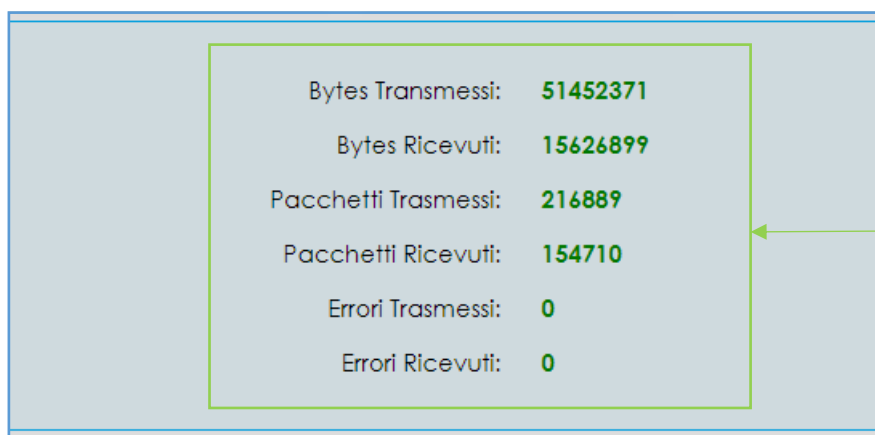 Bytes Transmessi: 51452371
Bytes Ricevuti: 15626899
Pacchetti Trasmessi: 216889
Pacchetti Ricevuti: 154710
Errori Trasmessi: 0
Errori Ricevuti: 0